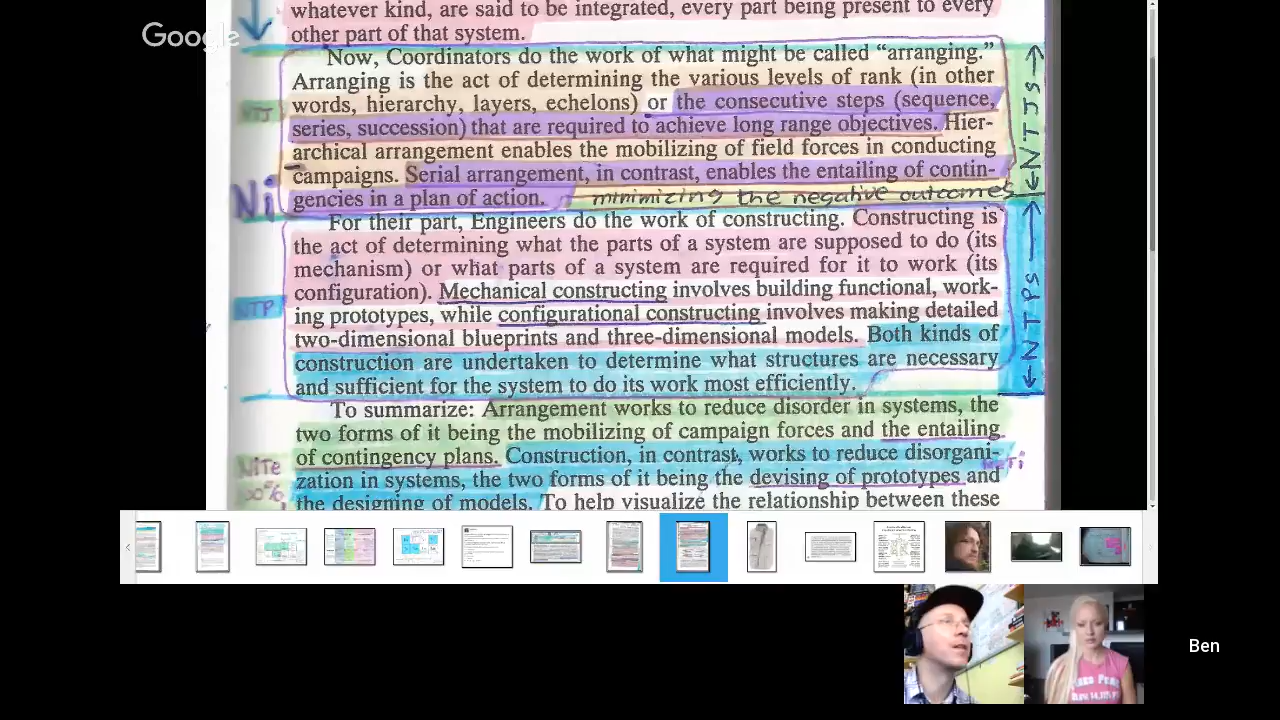 whatever kind, are said to be integrated, every part being present to every
other part of that system.
Google
Now, Coordinators do the work of what might be called “arranging.”
Arranging is the act of determining the various levels of rank (in other
words, hierarchy, layers, echelons) or the consecutive steps (sequence,
series, succession) that are required to achieve long range objectives. Hier-
archical arrangement enables the mobilizing of field forces in conducting
campaigns. Serial arrangement, in contrast, enables the entailing of contin-
gencies in a plan of action. minimizing the negative outcomes
NTJ
Ni
NTJS
For their part, Engineers do the work of constructing. Constructing is
the act of determining what the parts of a system are supposed to do (its
mechanism) or what parts of a system are required for it to work (its
configuration). Mechanical constructing involves building functional, work-
ing prototypes, while configurational constructing involves making detailed
two-dimensional blueprints and three-dimensional models. Both kinds of
construction are undertaken to determine what structures are necessary
and sufficient for the system to do its work most efficiently.
NTP
NTPS
To summarize: Arrangement works to reduce disorder in systems, the
two forms of it being the mobilizing of campaign forces and the entailing
of contingency plans. Construction, in contrast, works to reduce disorgani-
zation in systems, the two forms of it being the devising of prototypes and
the designing of models. To help visualize the relationship between these
NiTe
Ben